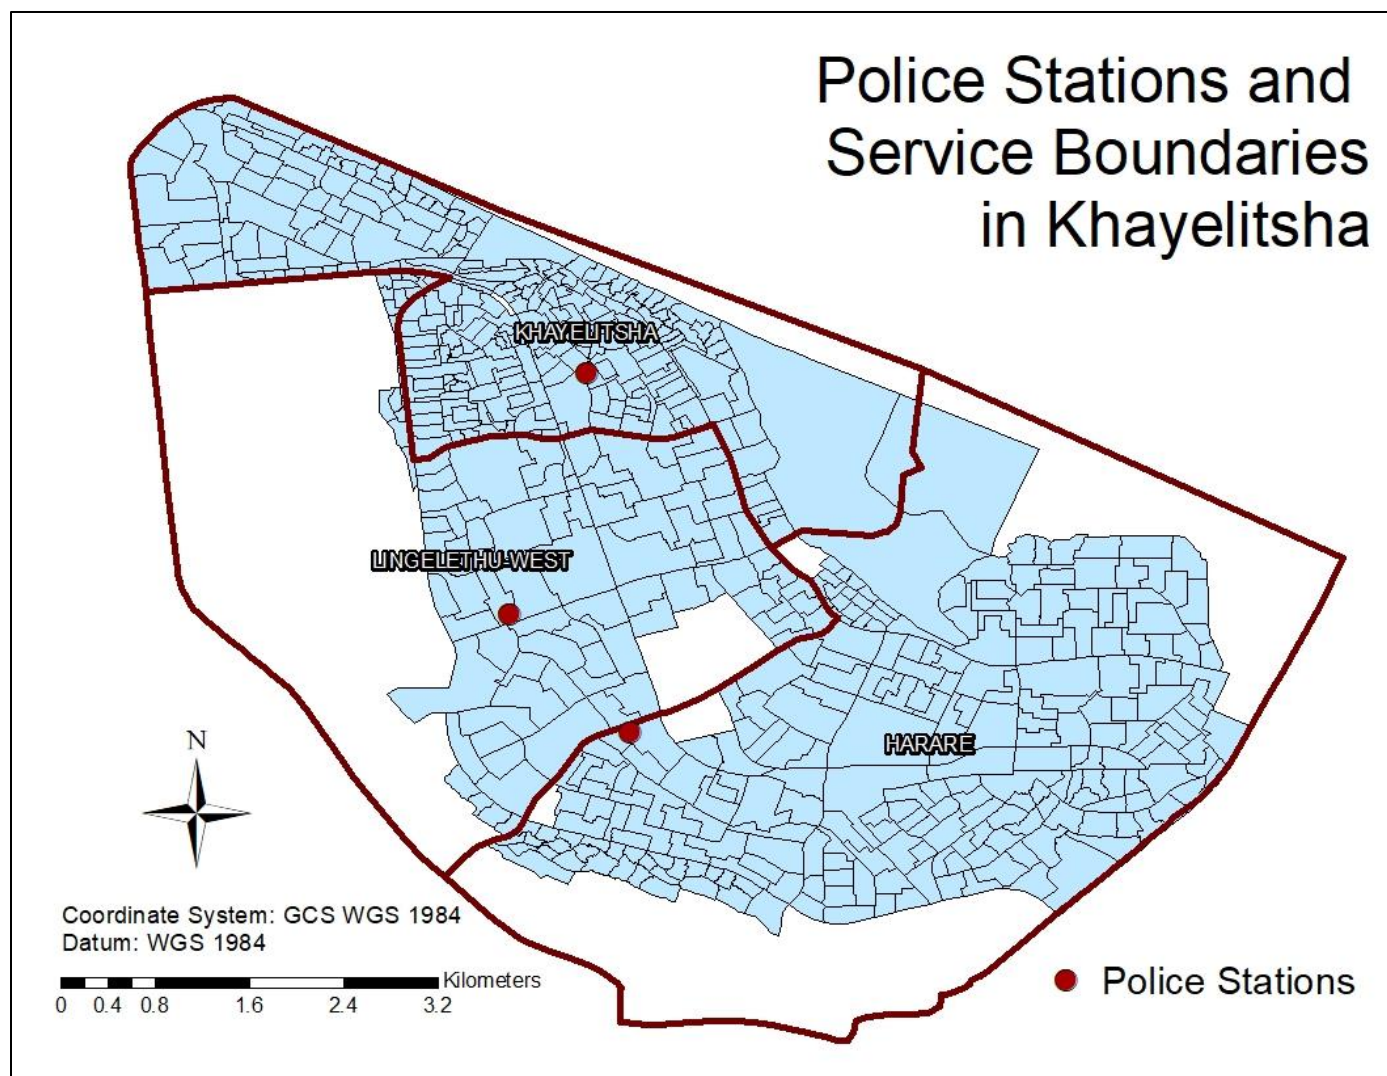 Police Stations and
Service Boundaries
in Khayelitsha
KHAYELITSHA
LINGELETHU-WEST
HARARE
N
Coordinate System: GCS WGS 1984
Datum: WGS 1984
Kilometers
0 0.4 0.8 1.6 2.4 3.2
Police Stations